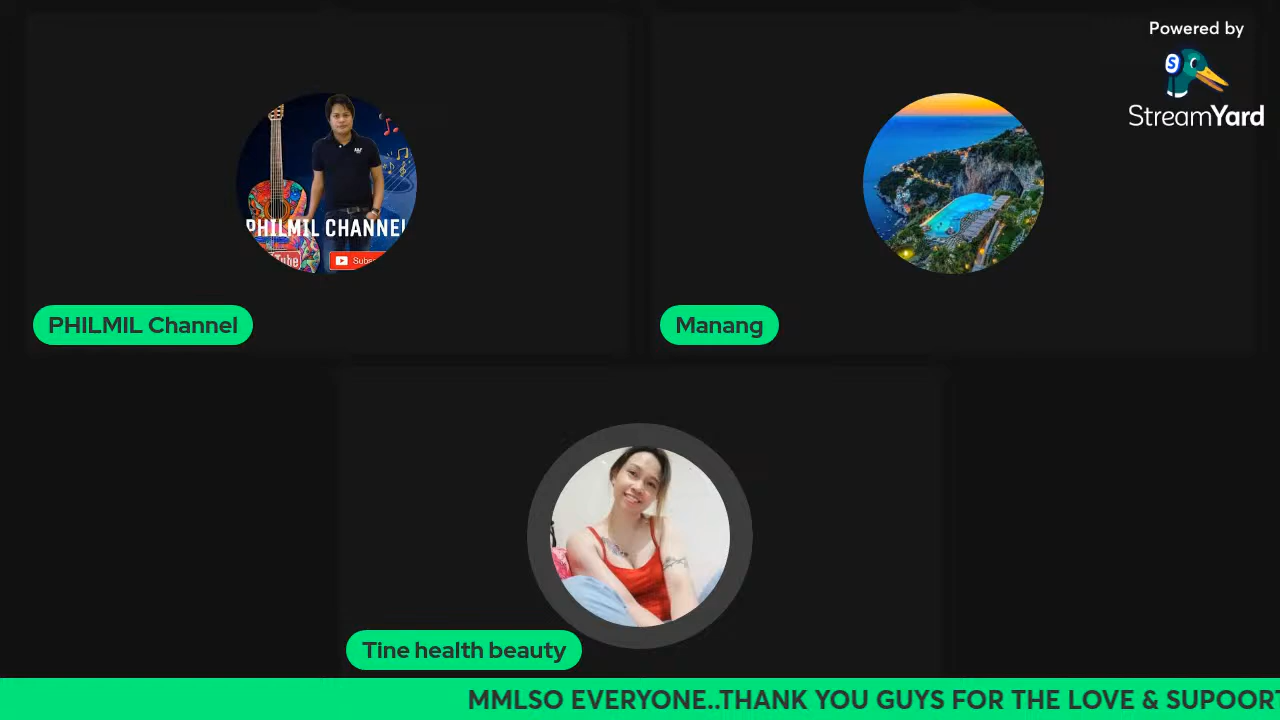 Powered by
S
StreamYard
PHILMIL CHANNEL
PHILMIL Channel
Manang
Tine health beauty
MMLSO EVERYONE..THANK YOU GUYS FOR THE LOVE & SUPOORT